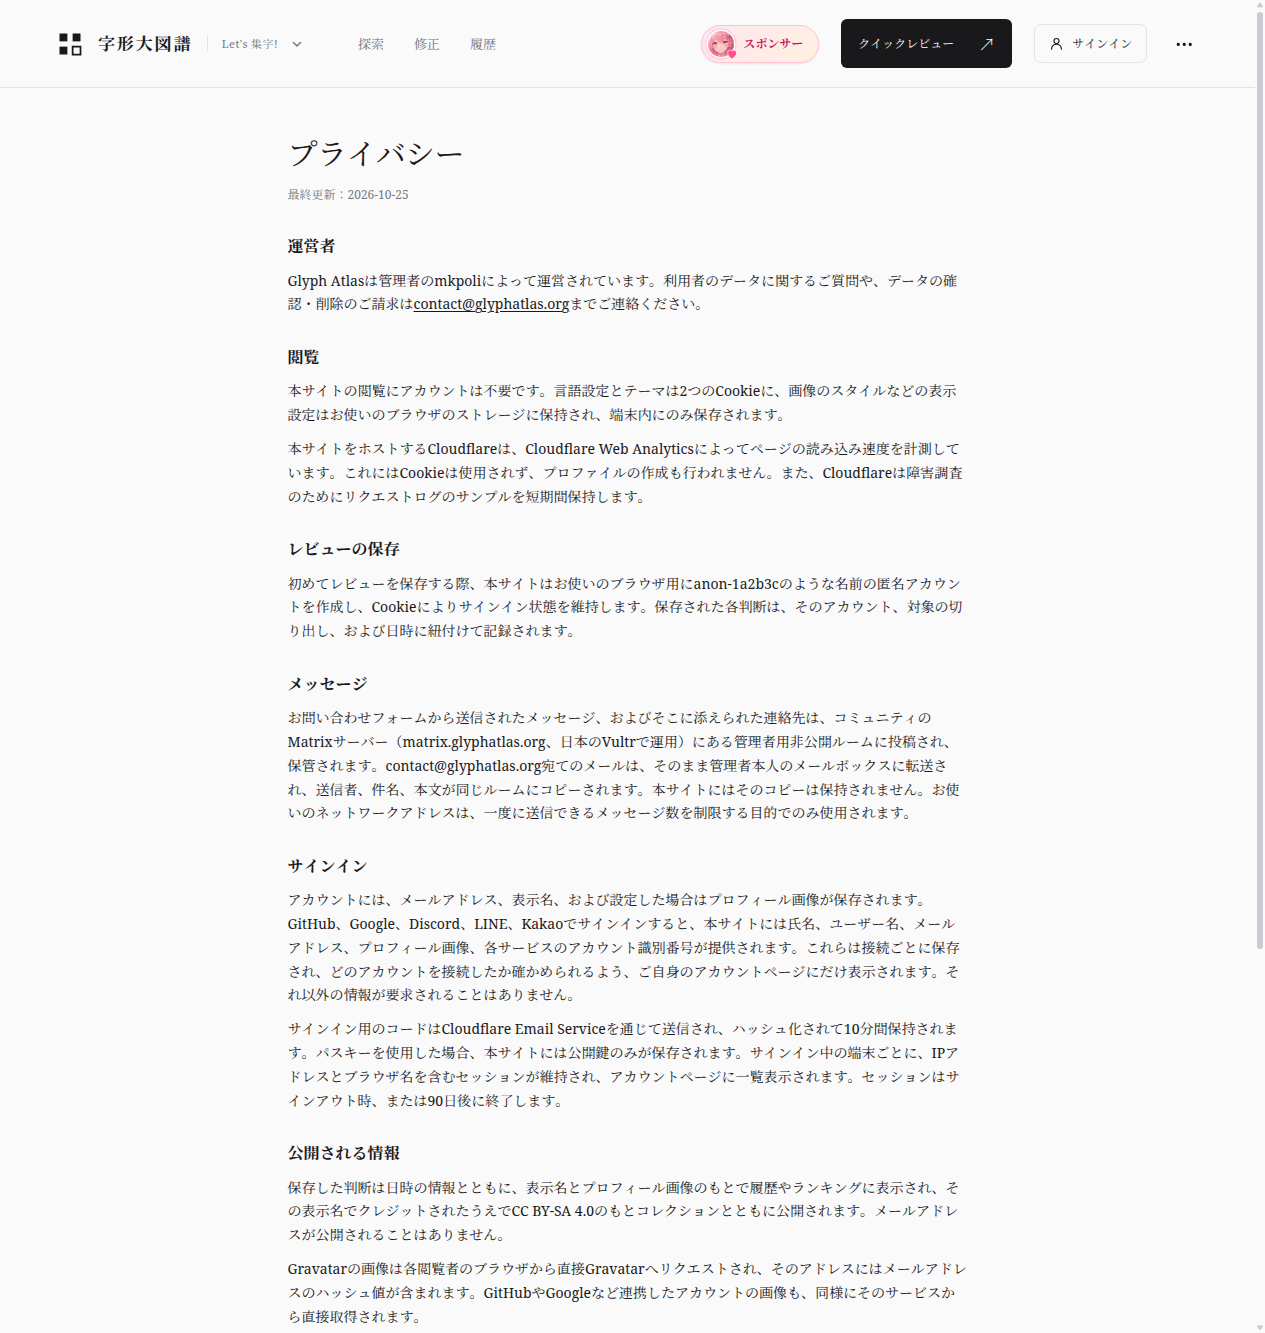 字形大図譜
Let's 集字!
探索
修正
履歴
スポンサー
クイックレビュー
サインイン
プライバシー
最終更新：2026-10-25
運営者
Glyph Atlasは管理者のmkpoliによって運営されています。利用者のデータに関するご質問や、データの確
認・削除のご請求はcontact@glyphatlas.orgまでご連絡ください。
閲覧
本サイトの閲覧にアカウントは不要です。言語設定とテーマは2つのCookieに、画像のスタイルなどの表示
設定はお使いのブラウザのストレージに保持され、端末内にのみ保存されます。
本サイトをホストするCloudflareは、Cloudflare Web Analyticsによってページの読み込み速度を計測して
います。これにはCookieは使用されず、プロファイルの作成も行われません。また、Cloudflareは障害調査
のためにリクエストログのサンプルを短期間保持します。
レビューの保存
初めてレビューを保存する際、本サイトはお使いのブラウザ用にanon-1a2b3cのような名前の匿名アカウン
トを作成し、Cookieによりサインイン状態を維持します。保存された各判断は、そのアカウント、対象の切
り出し、および日時に紐付けて記録されます。
メッセージ
お問い合わせフォームから送信されたメッセージ、およびそこに添えられた連絡先は、コミュニティの
Matrixサーバー（matrix.glyphatlas.org、日本のVultrで運用）にある管理者用非公開ルームに投稿され、
保管されます。contact@glyphatlas.org宛てのメールは、そのまま管理者本人のメールボックスに転送さ
れ、送信者、件名、本文が同じルームにコピーされます。本サイトにはそのコピーは保持されません。お使
いのネットワークアドレスは、一度に送信できるメッセージ数を制限する目的でのみ使用されます。
サインイン
アカウントには、メールアドレス、表示名、および設定した場合はプロフィール画像が保存されます。
GitHub、Google、Discord、LINE、Kakaoでサインインすると、本サイトには氏名、ユーザー名、メール
アドレス、プロフィール画像、各サービスのアカウント識別番号が提供されます。これらは接続ごとに保存
され、どのアカウントを接続したか確かめられるよう、ご自身のアカウントページにだけ表示されます。そ
れ以外の情報が要求されることはありません。
サインイン用のコードはCloudflare Email Serviceを通じて送信され、ハッシュ化されて10分間保持されま
す。パスキーを使用した場合、本サイトには公開鍵のみが保存されます。サインイン中の端末ごとに、IPア
ドレスとブラウザ名を含むセッションが維持され、アカウントページに一覧表示されます。セッションはサ
インアウト時、または90日後に終了します。
公開される情報
保存した判断は日時の情報とともに、表示名とプロフィール画像のもとで履歴やランキングに表示され、そ
の表示名でクレジットされたうえでCC BY-SA 4.0のもとコレクションとともに公開されます。メールアドレ
スが公開されることはありません。
Gravatarの画像は各閲覧者のブラウザから直接Gravatarへリクエストされ、そのアドレスにはメールアドレ
スのハッシュ値が含まれます。GitHubやGoogleなど連携したアカウントの画像も、同様にそのサービスか
ら直接取得されます。